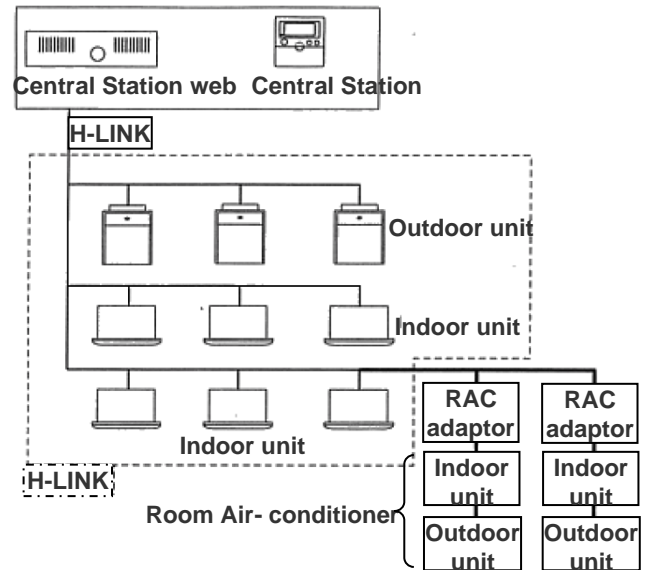 Central Station web Central Station
H-LINK
Outdoor unit
Indoor unit
Indoor unit
RAC
adaptor
RAC
adaptor
H-LINK
Room Air- conditioner
Indoor
unit
Indoor
unit
Outdoor
unit
Outdoor
unit